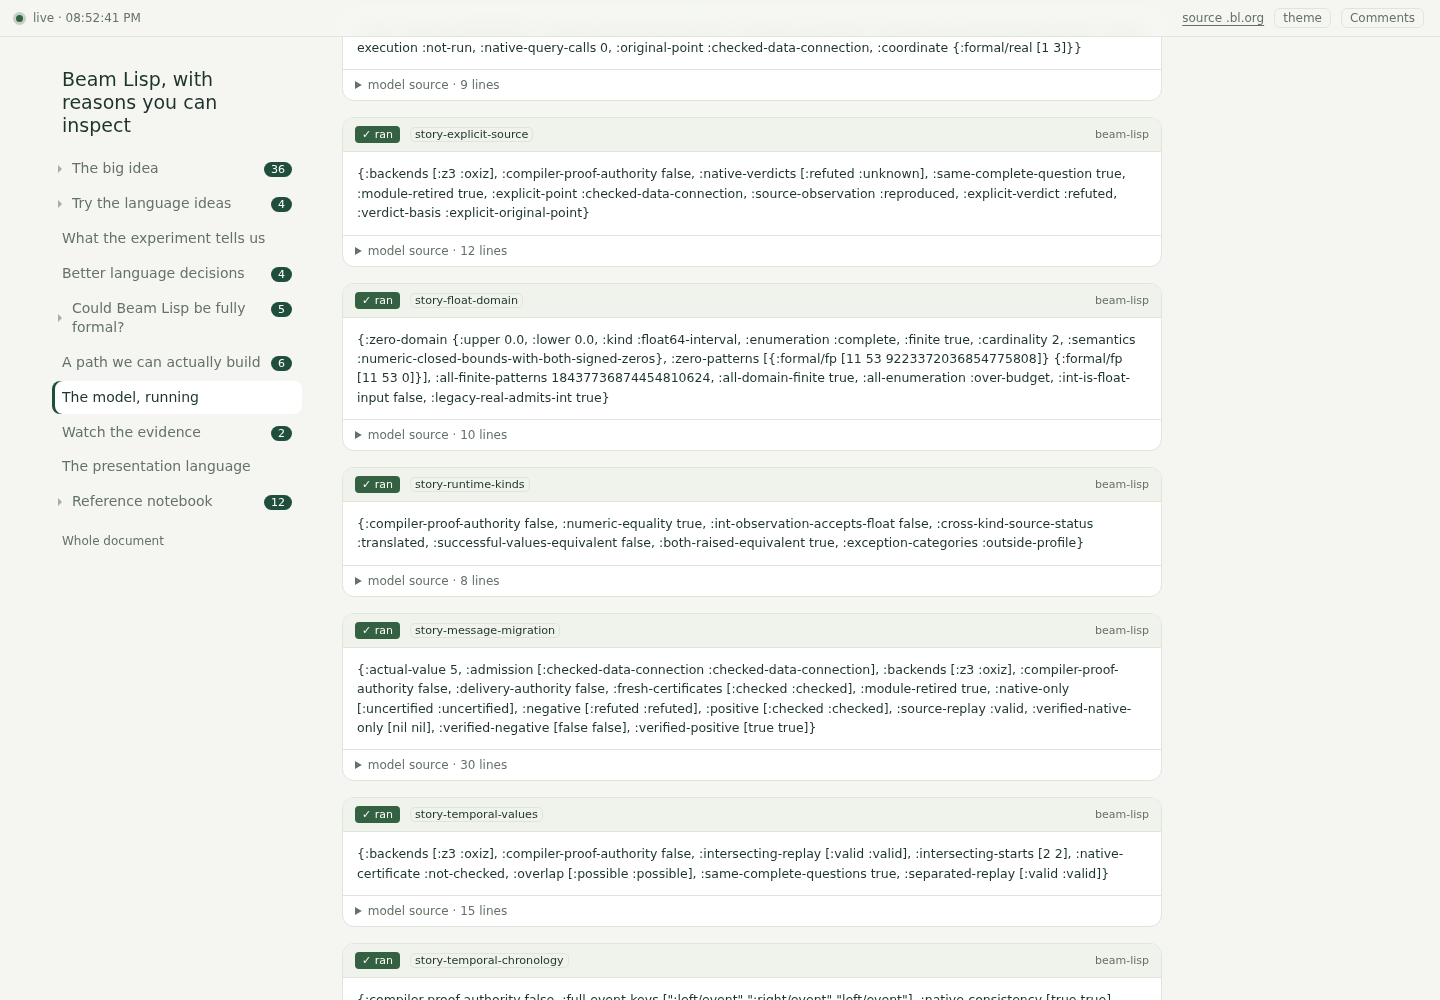 live · 08:52:41 PM
source .bl.org
theme
Comments
Beam Lisp, with
reasons you can
inspect
The big idea 36
Try the language ideas 4
What the experiment tells us
Better language decisions 4
Could Beam Lisp be fully
formal? 5
A path we can actually build 6
The model, running
Watch the evidence 2
The presentation language
Reference notebook 12
Whole document
execution :not-run, :native-query-calls 0, :original-point :checked-data-connection, :coordinate {:formal/real [1 3]}}
▶ model source · 9 lines
✓ ran story-explicit-source beam-lisp
{:backends [:z3 :oxiz], :compiler-proof-authority false, :native-verdicts [:refuted :unknown], :same-complete-question true,
:module-retired true, :explicit-point :checked-data-connection, :source-observation :reproduced, :explicit-verdict :refuted,
:verdict-basis :explicit-original-point}
▶ model source · 12 lines
✓ ran story-float-domain beam-lisp
{:zero-domain {:upper 0.0, :lower 0.0, :kind :float64-interval, :enumeration :complete, :finite true, :cardinality 2, :semantics
:numeric-closed-bounds-with-both-signed-zeros}, :zero-patterns [{:formal/fp [11 53 9223372036854775808]} {:formal/fp
[11 53 0]}], :all-finite-patterns 18437736874454810624, :all-domain-finite true, :all-enumeration :over-budget, :int-is-float-
input false, :legacy-real-admits-int true}
▶ model source · 10 lines
✓ ran story-runtime-kinds beam-lisp
{:compiler-proof-authority false, :numeric-equality true, :int-observation-accepts-float false, :cross-kind-source-status
:translated, :successful-values-equivalent false, :both-raised-equivalent true, :exception-categories :outside-profile}
▶ model source · 8 lines
✓ ran story-message-migration beam-lisp
{:actual-value 5, :admission [:checked-data-connection :checked-data-connection], :backends [:z3 :oxiz], :compiler-proof-
authority false, :delivery-authority false, :fresh-certificates [:checked :checked], :module-retired true, :native-only
[:uncertified :uncertified], :negative [:refuted :refuted], :positive [:checked :checked], :source-replay :valid, :verified-native-
only [nil nil], :verified-negative [false false], :verified-positive [true true]}
▶ model source · 30 lines
✓ ran story-temporal-values beam-lisp
{:backends [:z3 :oxiz], :compiler-proof-authority false, :intersecting-replay [:valid :valid], :intersecting-starts [2 2], :native-
certificate :not-checked, :overlap [:possible :possible], :same-complete-questions true, :separated-replay [:valid :valid]}
▶ model source · 15 lines
✓ ran story-temporal-chronology beam-lisp
{:compiler-proof-authority false, :full-event-keys [":left/event" ":right/event" "left/event"], :native-consistency [true true],